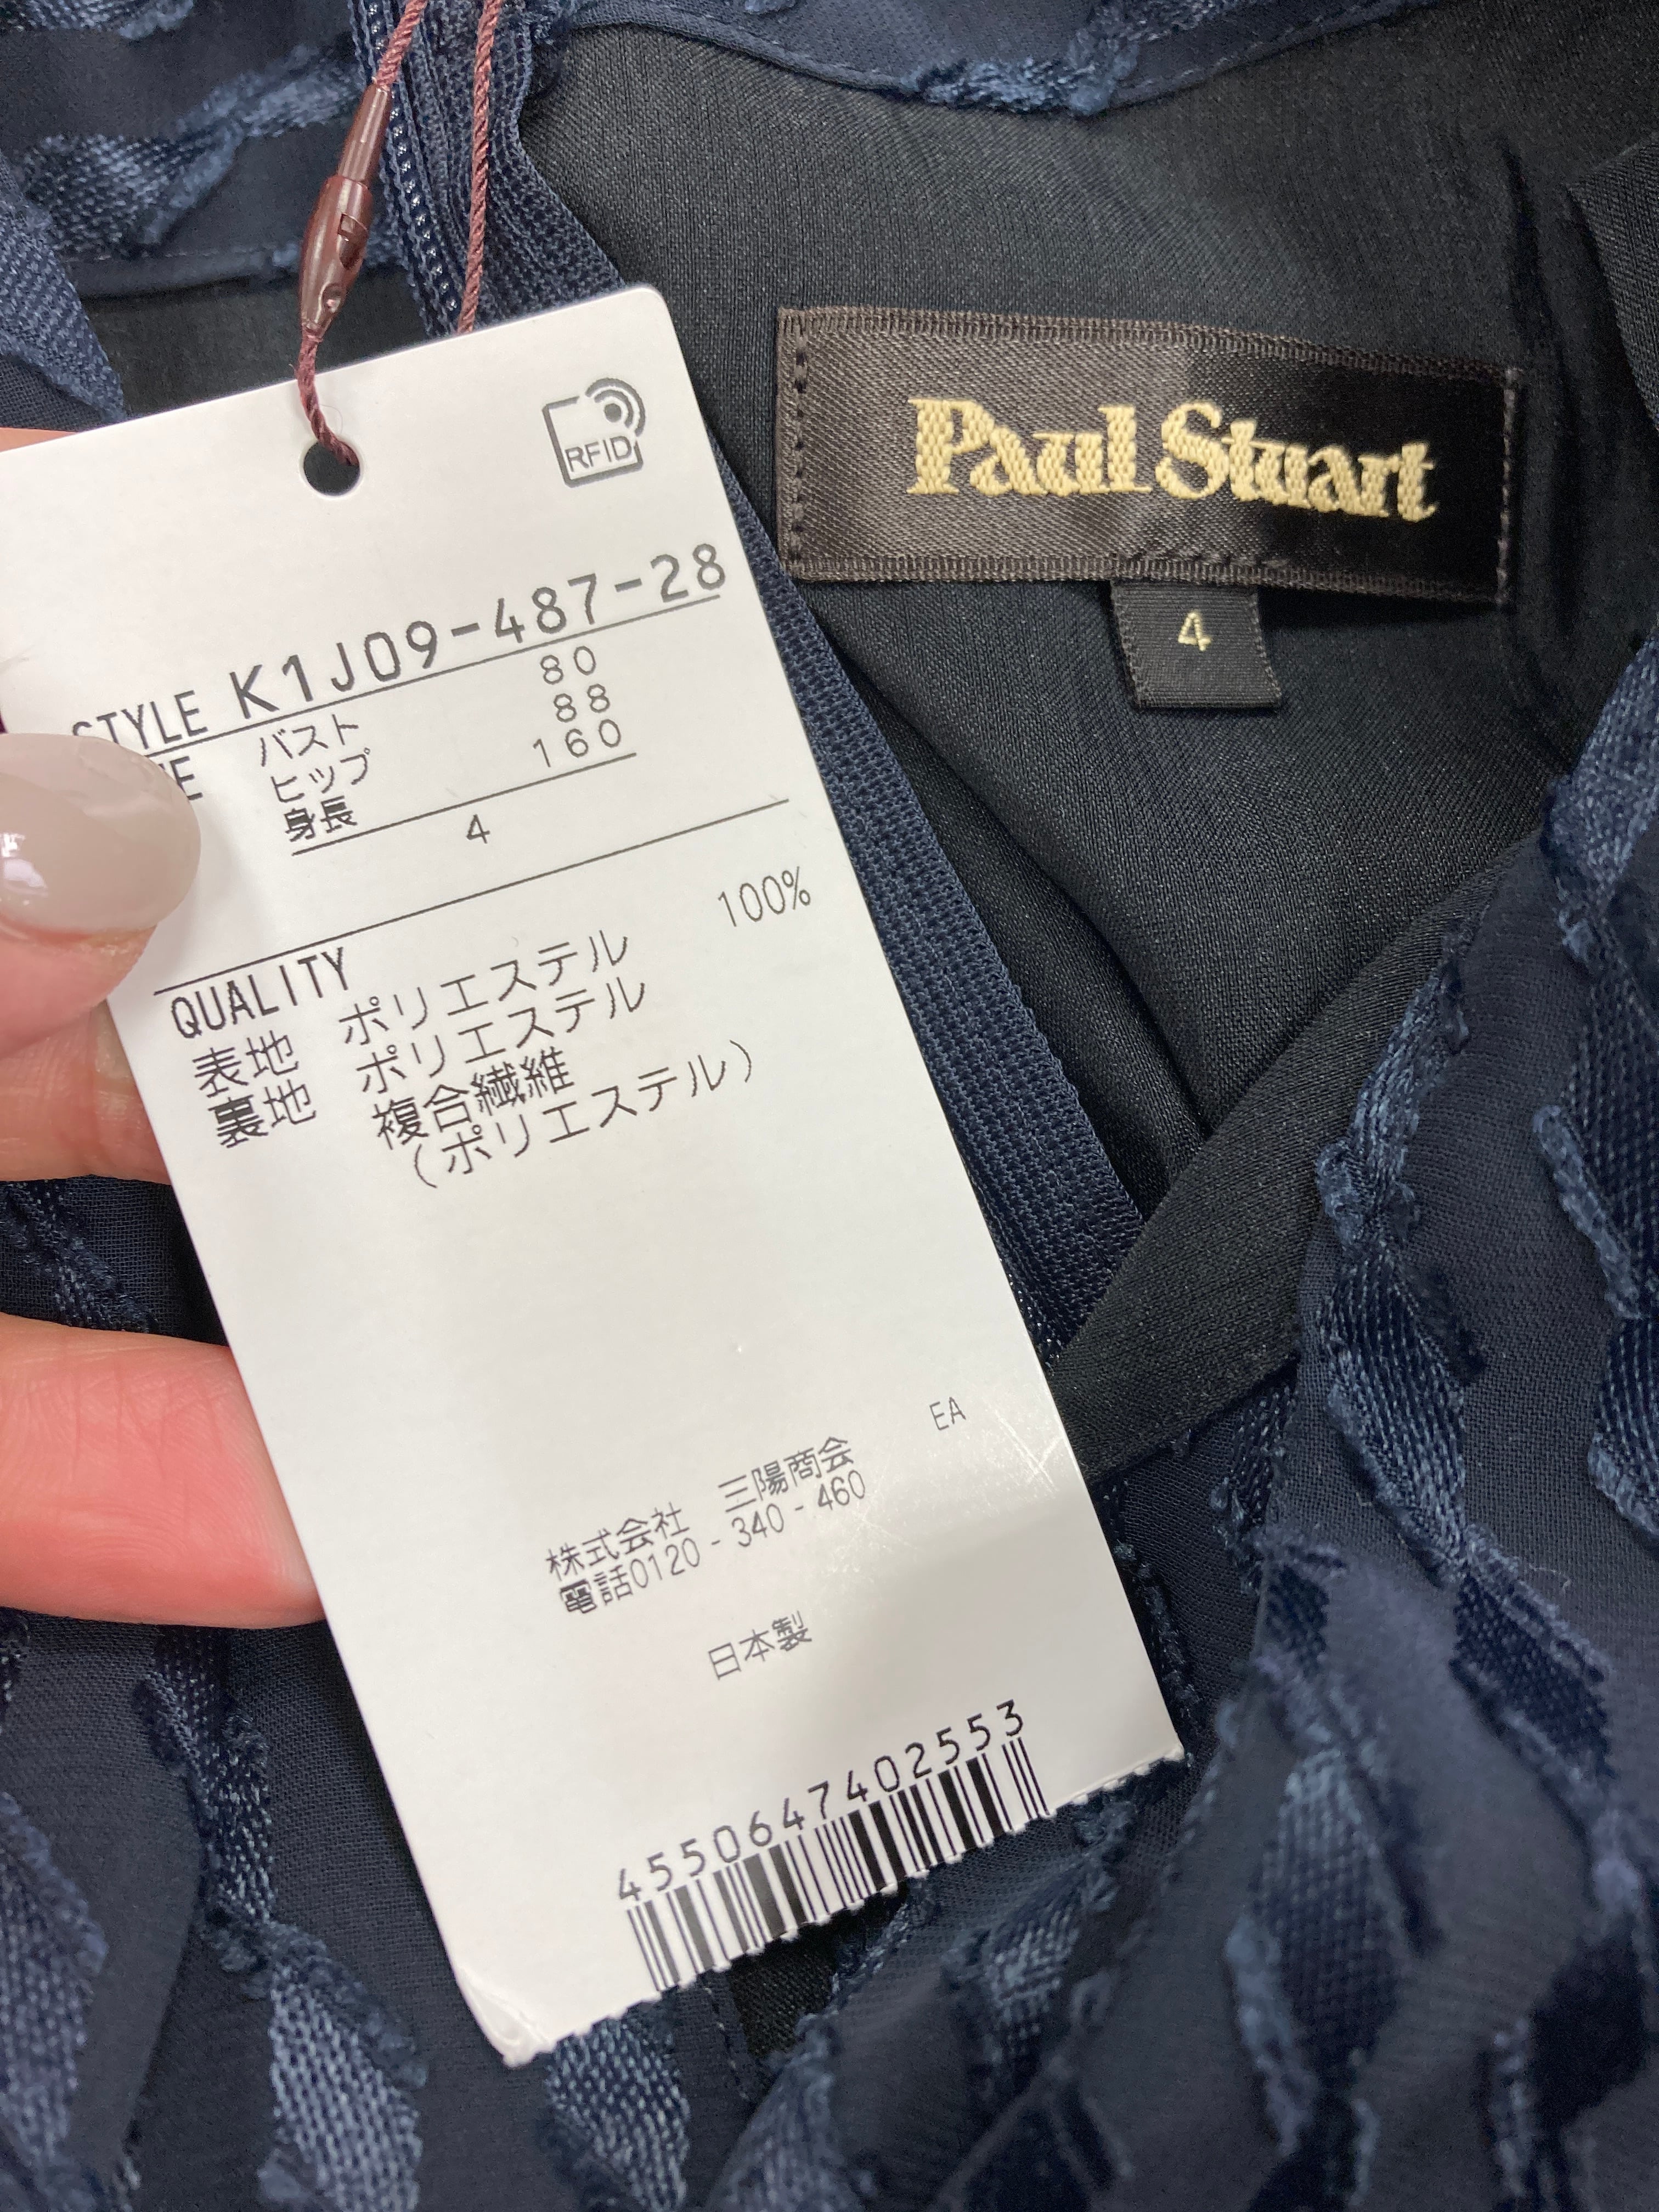 RFID
Paul Stuart
4
STYLE K1J09-487-28
バスト 80
ヒップ 88
身長 160
4
QUALITY
表地 ポリエステル 100%
裏地 ポリエステル
複合繊維
(ポリエステル)
EA
株式会社 三陽商会
電話0120-340-460
日本製
4550647402553